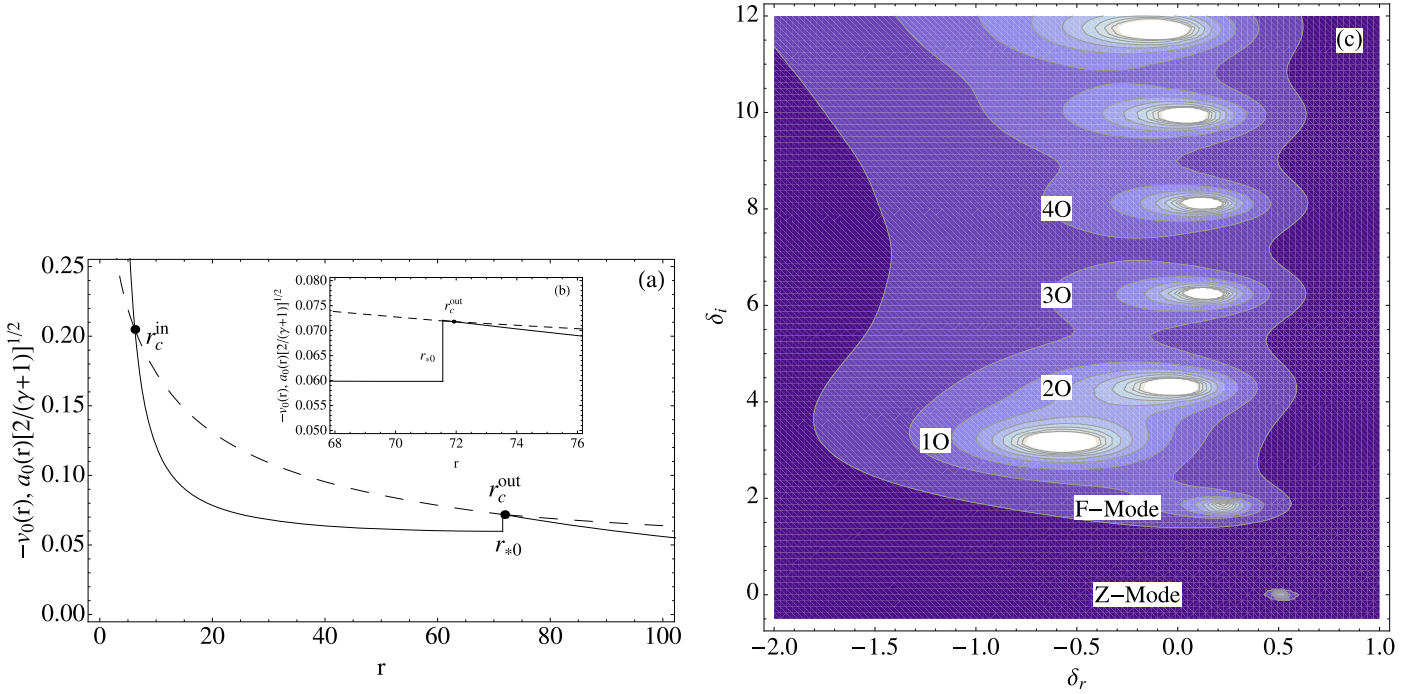 (a)
−v₀(r), a₀(r)[2/(γ+1)]^{1/2}
0.25
0.20
0.15
0.10
0.05
0.00
0 20 40 60 80 100
r
r_c^{in}
r_c^{out}
r_{*0}
(b)
−v₀(r), a₀(r)[2/(γ+1)]^{1/2}
0.080
0.075
0.070
0.065
0.060
0.055
0.050
68 70 72 74 76
r
r_c^{out}
r_{*0}
(c)
δ_i
12
10
8
6
4
2
0
4O
3O
2O
1O
F−Mode
Z−Mode
−2.0 −1.5 −1.0 −0.5 0.0 0.5 1.0
δ_r